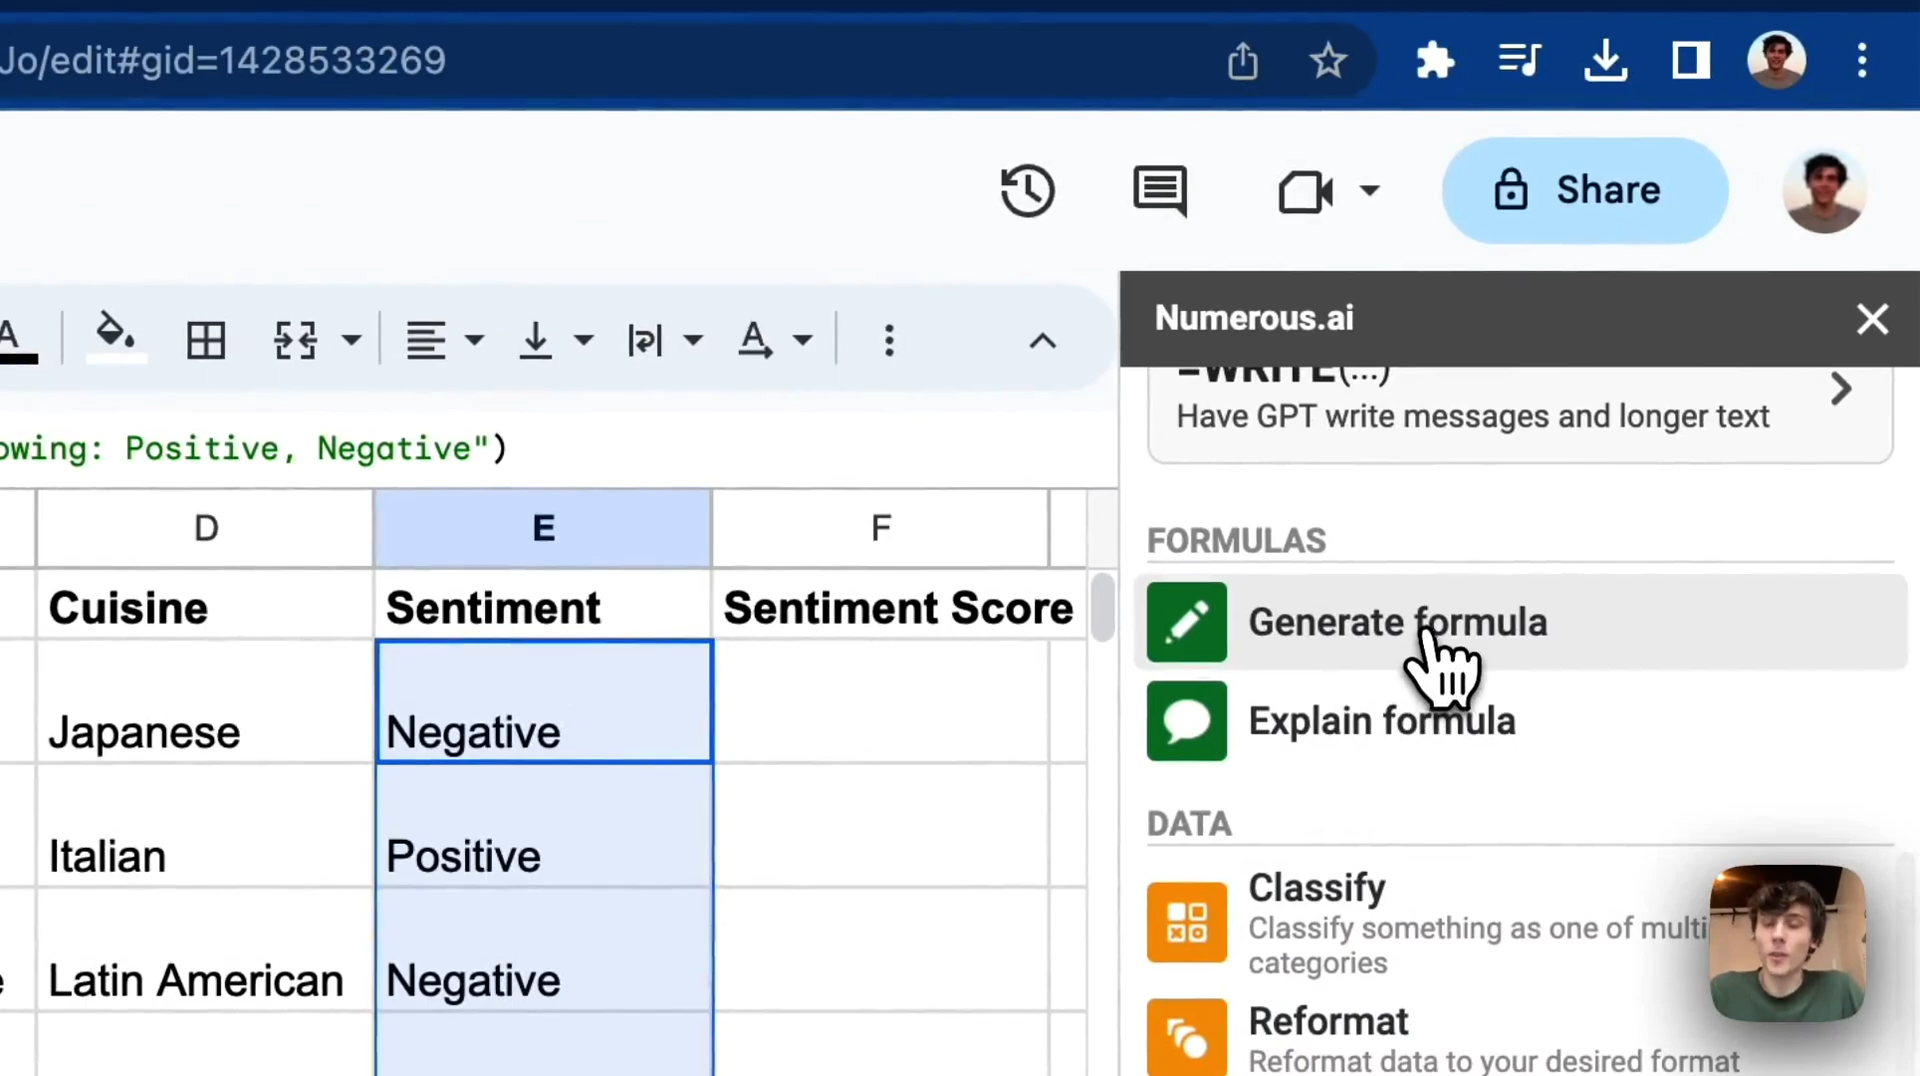 Jo/edit#gid=1428533269
Share
A
A
Numerous.ai
=WRITE(...)
Have GPT write messages and longer text
owing: Positive, Negative")
D E F
FORMULAS
Cuisine Sentiment Sentiment Score
Generate formula
Explain formula
Japanese Negative
DATA
Italian Positive
Classify
Classify something as one of multi
categories
e Latin American Negative
Reformat
Reformat data to your desired format